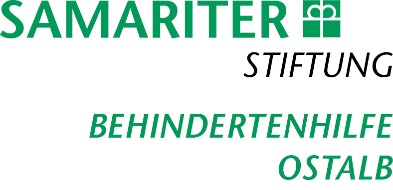 SAMARITER
STIFTUNG
BEHINDERTENHILFE
OSTALB